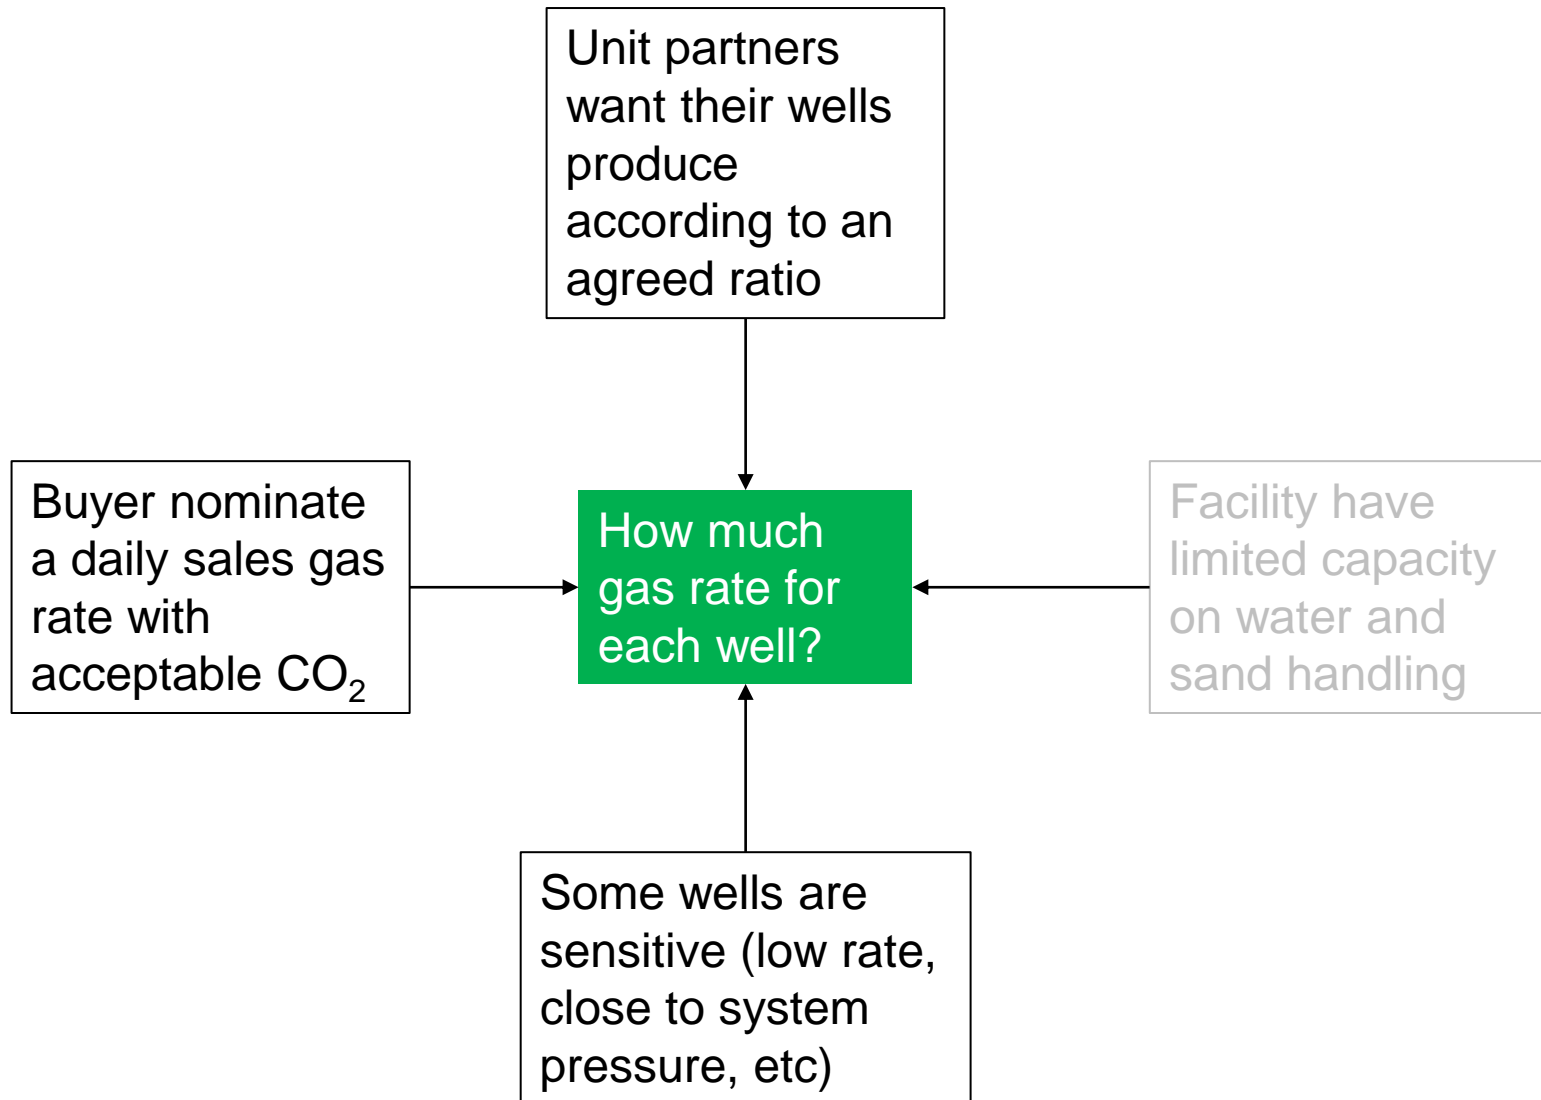 Unit partners
want their wells
produce
according to an
agreed ratio
Buyer nominate
a daily sales gas
rate with
acceptable CO₂
How much
gas rate for
each well?
Facility have
limited capacity
on water and
sand handling
Some wells are
sensitive (low rate,
close to system
pressure, etc)